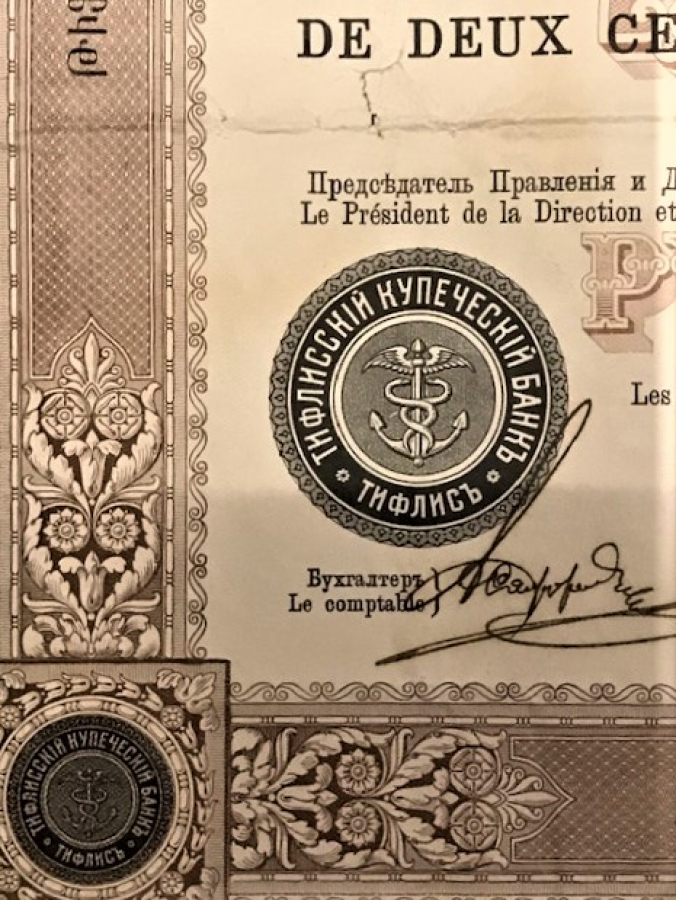 DE DEUX CE
Предсѣдатель Правленія и Д
Le Président de la Direction et
ТИФЛИССКІЙ КУПЕЧЕСКІЙ БАНКЪ
ТИФЛИСЪ
Les
Бухгалтеръ
Le comptable
ТИФЛИССКІЙ КУПЕЧЕСКІЙ БАНКЪ
ТИФЛИСЪ